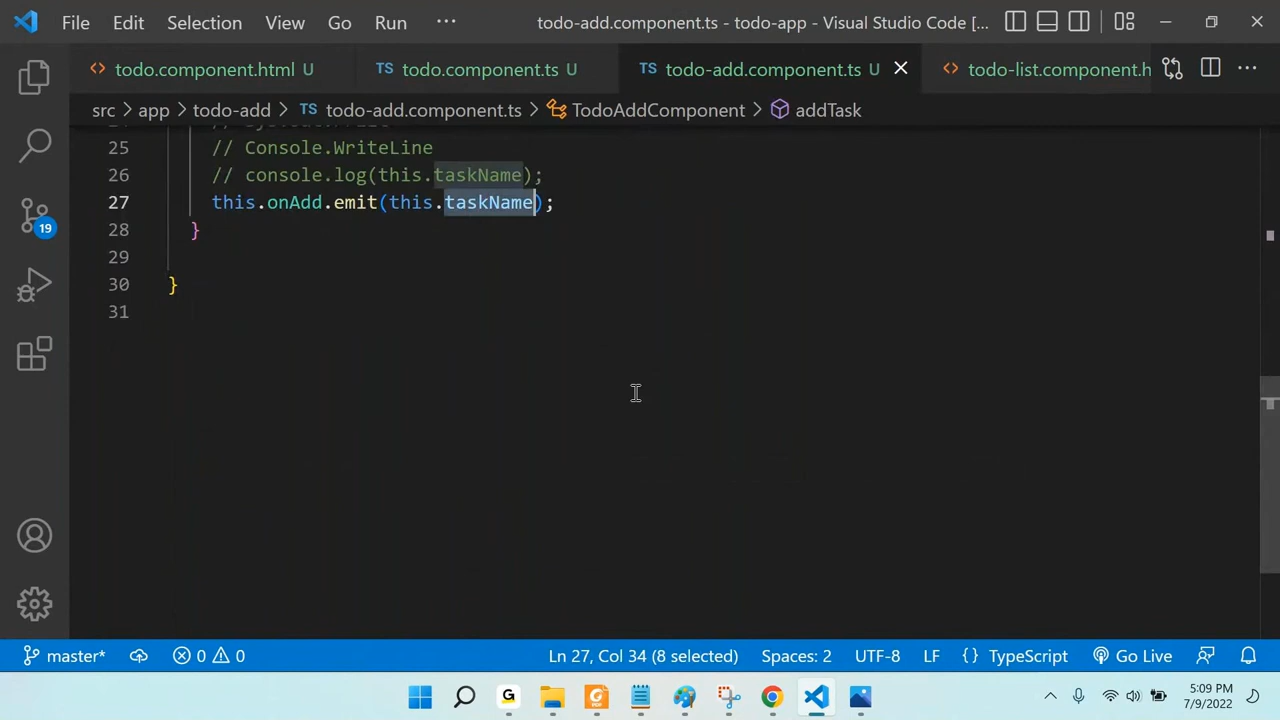 File Edit Selection View Go Run ··· todo-add.component.ts - todo-app - Visual Studio Code [...
todo.component.html U TS todo.component.ts U TS todo-add.component.ts U todo-list.component.h ···
src > app > todo-add > TS todo-add.component.ts > TodoAddComponent > addTask
25 // Console.WriteLine
26 // console.log(this.taskName);
27 this.onAdd.emit(this.taskName);
28 }
29
30 }
31
19
master* 0 0 Ln 27, Col 34 (8 selected) Spaces: 2 UTF-8 LF {} TypeScript Go Live
5:09 PM
7/9/2022